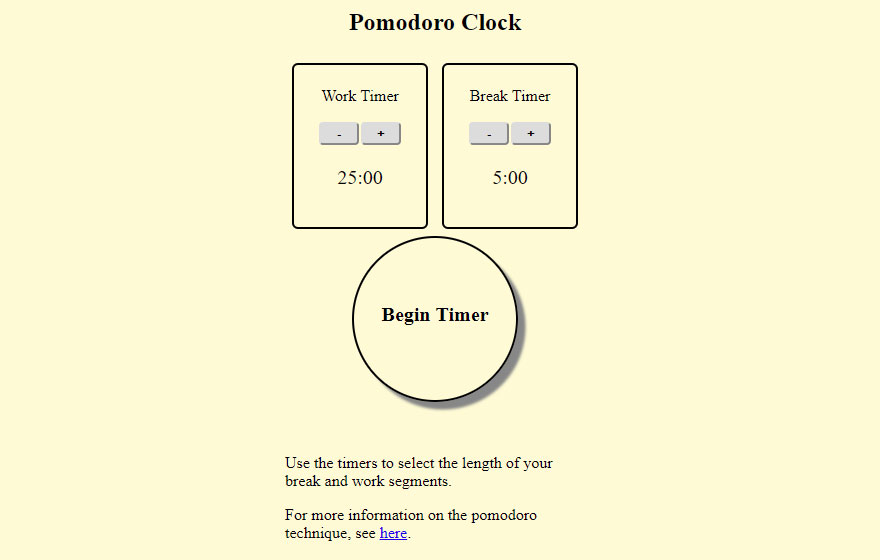 Pomodoro Clock
Work Timer
- +
25:00
Break Timer
- +
5:00
Begin Timer
Use the timers to select the length of your
break and work segments.
For more information on the pomodoro
technique, see here.